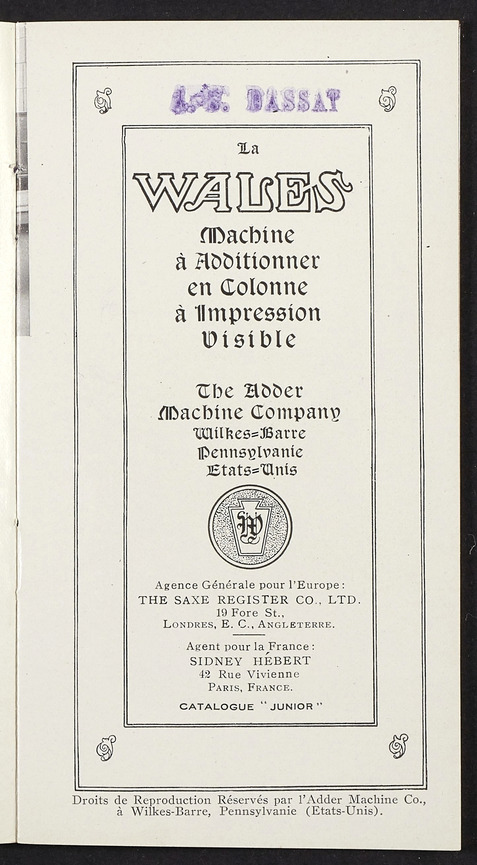 A.-F. DASSAT
La
WALES
Machine
à Additionner
en Colonne
à Impression
Visible
The Adder
Machine Company
Wilkes=Barre
Pennsylvanie
Etats=Unis
W
Agence Générale pour l'Europe:
THE SAXE REGISTER CO., LTD.
19 Fore St.,
LONDRES, E. C., ANGLETERRE.
Agent pour la France:
SIDNEY HÉBERT
42 Rue Vivienne
PARIS, FRANCE.
CATALOGUE "JUNIOR"
Droits de Reproduction Réservés par l'Adder Machine Co.,
à Wilkes-Barre, Pennsylvanie (Etats-Unis).